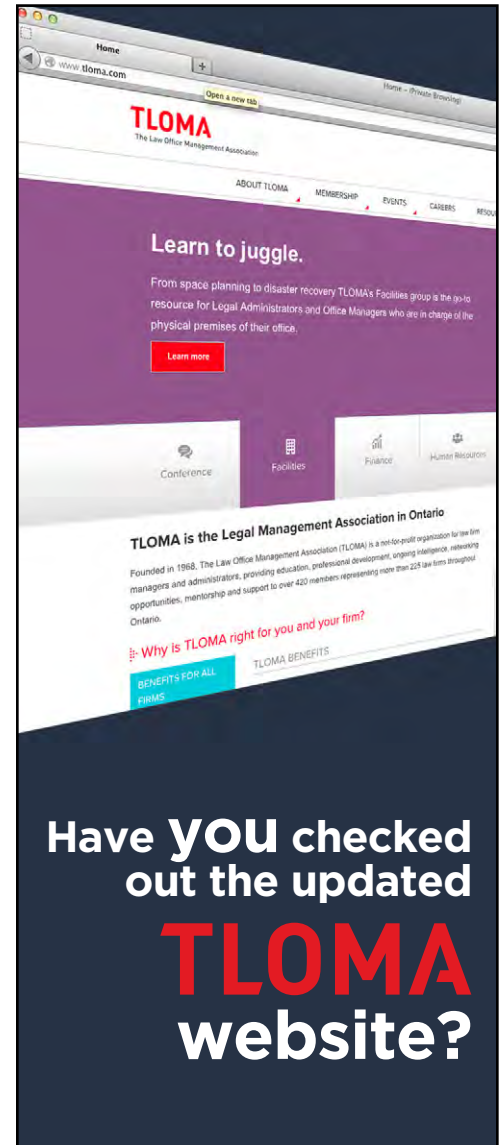 Home
Home – (Private Browsing)
www.tloma.com
Open a new tab
TLOMA
The Law Office Management Association
ABOUT TLOMA MEMBERSHIP EVENTS CAREERS
Learn to juggle.
From space planning to disaster recovery TLOMA's Facilities group is the go-to
resource for Legal Administrators and Office Managers who are in charge of the
physical premises of their office.
Learn more
Conference Facilities Finance Human Resources
TLOMA is the Legal Management Association in Ontario
Founded in 1968, The Law Office Management Association (TLOMA) is a not-for-profit organization for law firm
managers and administrators, providing education, professional development, ongoing intelligence, networking
opportunities, mentorship and support to over 420 members representing more than 225 law firms throughout
Ontario.
Why is TLOMA right for you and your firm?
BENEFITS FOR ALL
FIRMS
TLOMA BENEFITS
Have you checked
out the updated
TLOMA
website?